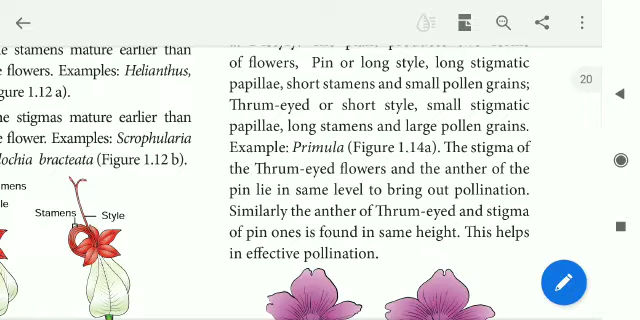 e stamens mature earlier than
e flowers. Examples: Helianthus,
gure 1.12 a).
e stigmas mature earlier than
e flower. Examples: Scrophularia
lochia bracteata (Figure 1.12 b).
mens
le
Stamens
Style
of flowers, Pin or long style, long stigmatic
papillae, short stamens and small pollen grains;
Thrum-eyed or short style, small stigmatic
papillae, long stamens and large pollen grains.
Example: Primula (Figure 1.14a). The stigma of
the Thrum-eyed flowers and the anther of the
pin lie in same level to bring out pollination.
Similarly the anther of Thrum-eyed and stigma
of pin ones is found in same height. This helps
in effective pollination.
20